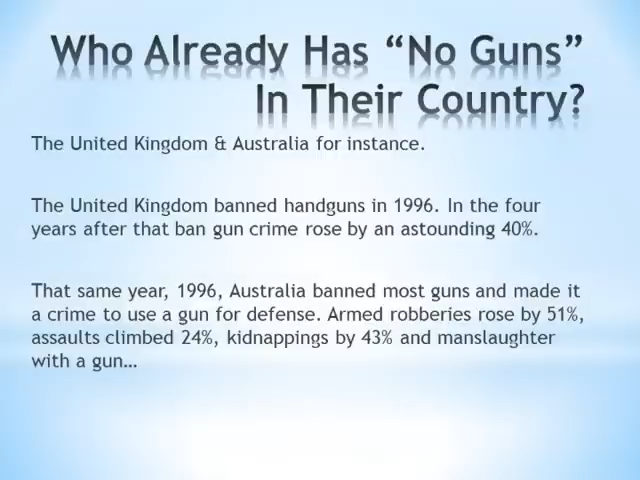 Who Already Has “No Guns”
In Their Country?
The United Kingdom & Australia for instance.
The United Kingdom banned handguns in 1996. In the four
years after that ban gun crime rose by an astounding 40%.
That same year, 1996, Australia banned most guns and made it
a crime to use a gun for defense. Armed robberies rose by 51%,
assaults climbed 24%, kidnappings by 43% and manslaughter
with a gun…